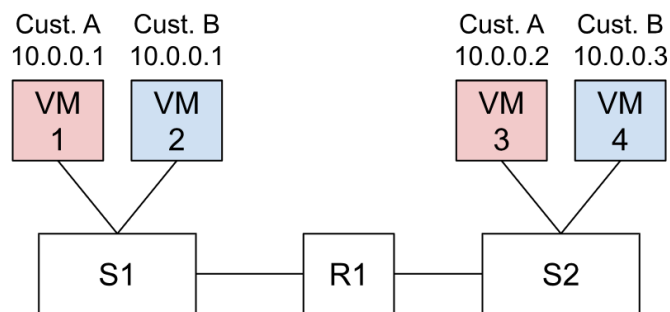 Cust. A
10.0.0.1
Cust. B
10.0.0.1
Cust. A
10.0.0.2
Cust. B
10.0.0.3
VM
1
VM
2
VM
3
VM
4
S1
R1
S2